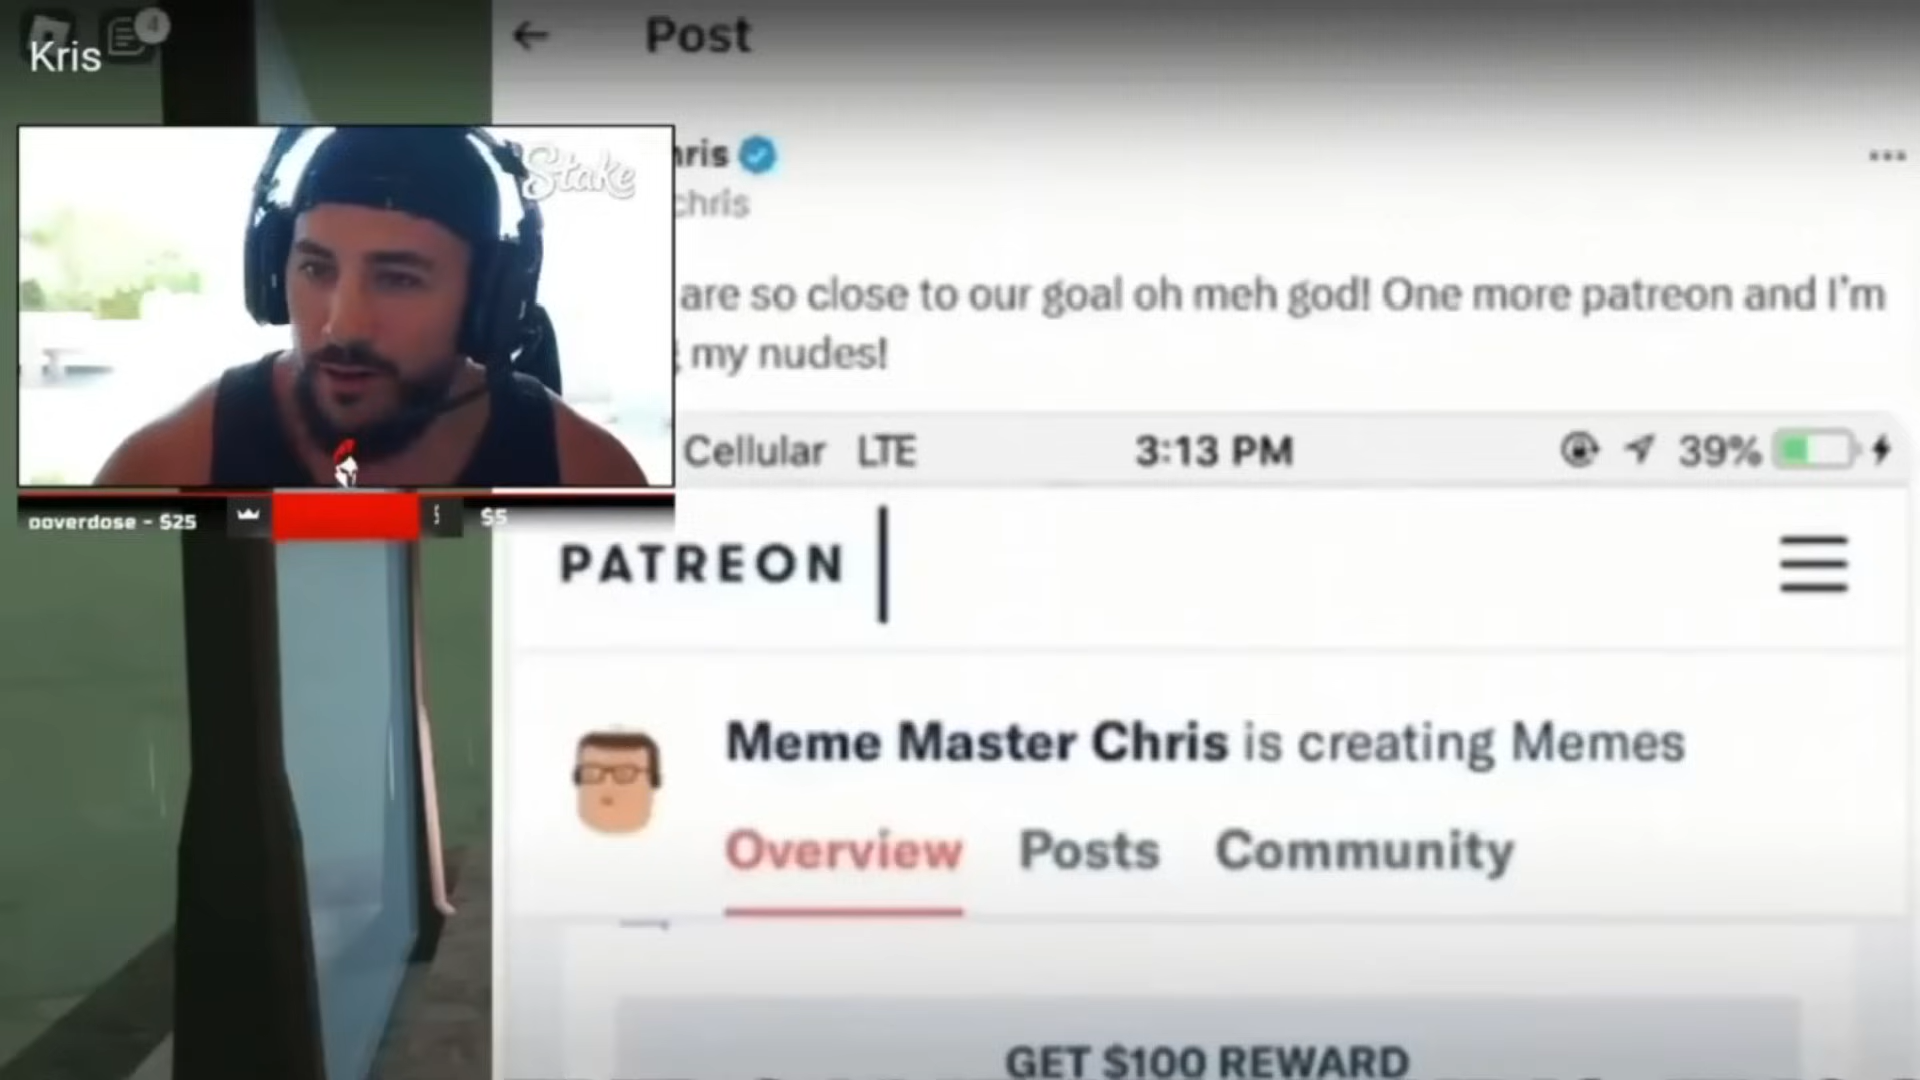 4
Kris
Post
hris
chris
Stake
are so close to our goal oh meh god! One more patreon and I'm
my nudes!
Cellular LTE 3:13 PM 39%
ooverdose - $25
$5
PATREON
Meme Master Chris is creating Memes
Overview Posts Community
GET $100 REWARD